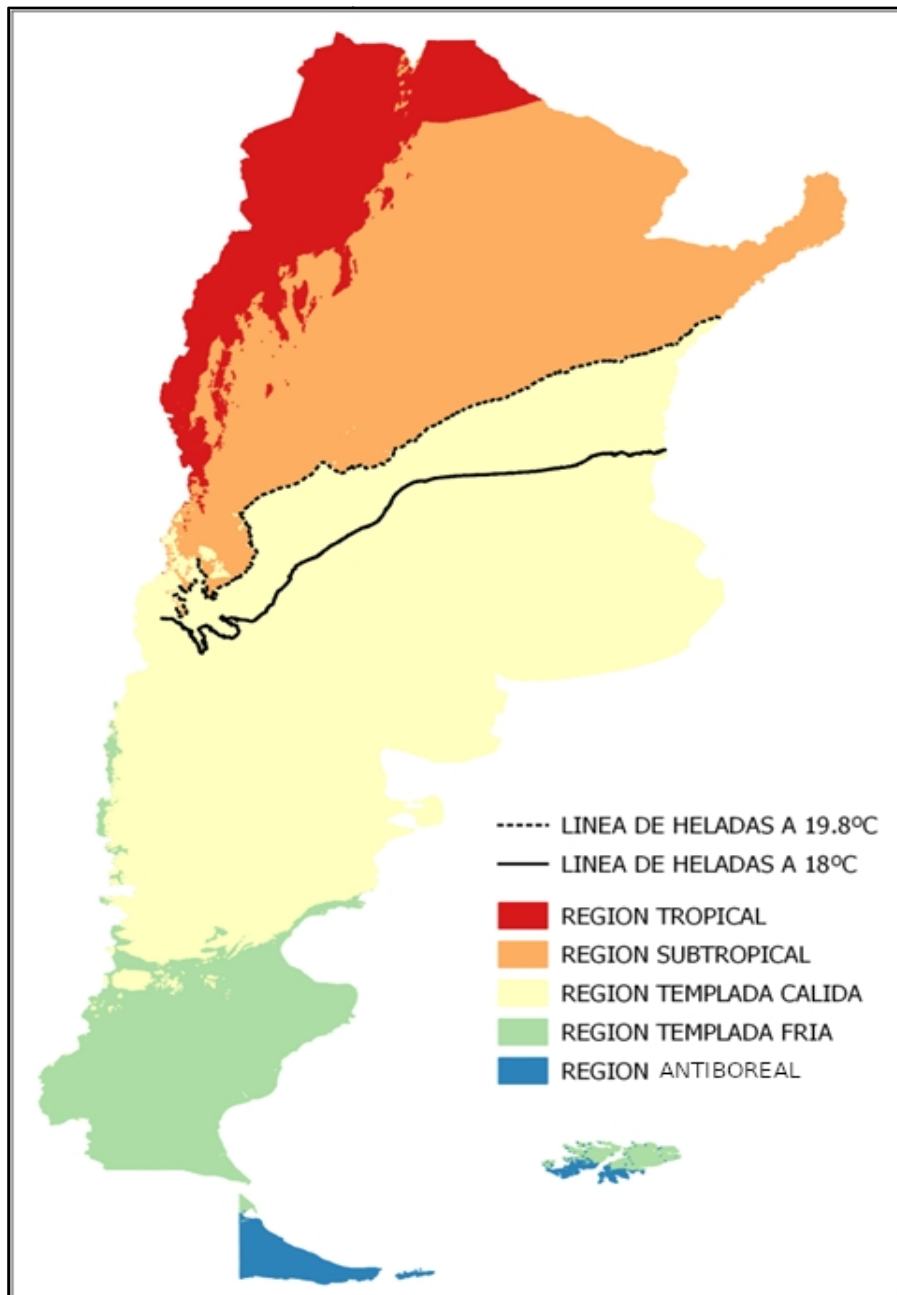 LINEA DE HELADAS A 19.8ºC
LINEA DE HELADAS A 18ºC
REGION TROPICAL
REGION SUBTROPICAL
REGION TEMPLADA CALIDA
REGION TEMPLADA FRIA
REGION ANTIBOREAL